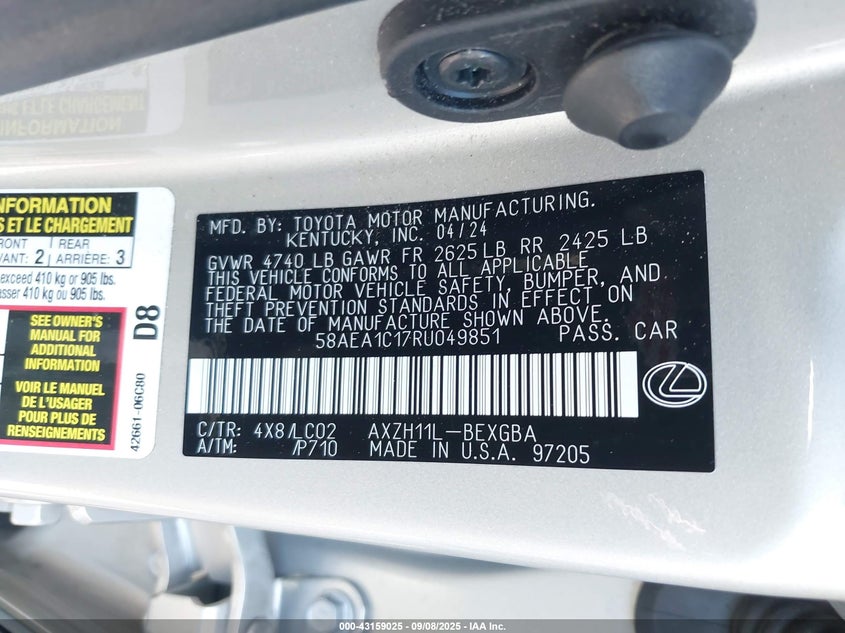 INFORMATION
S ET LE CHARGEMENT
FRONT
VANT: 2
REAR
ARRIÈRE: 3
exceed 410 kg or 905 lbs.
asser 410 kg ou 905 lbs.
SEE OWNER'S
MANUAL FOR
ADDITIONAL
INFORMATION
VOIR LE MANUEL
DE L'USAGER
POUR PLUS DE
RENSEIGNEMENTS
D8
42661-06C80
MFD. BY: TOYOTA MOTOR MANUFACTURING.
KENTUCKY, INC. 04/24
GVWR 4740 LB GAWR FR 2625 LB RR 2425 LB
THIS VEHICLE CONFORMS TO ALL APPLICABLE
FEDERAL MOTOR VEHICLE SAFETY, BUMPER, AND
THEFT PREVENTION STANDARDS IN EFFECT ON
THE DATE OF MANUFACTURE SHOWN ABOVE.
58AEA1C17RU049851 PASS. CAR
C/TR: 4X8/LC02 AXZH11L-BEXGBA
A/TM: /P710 MADE IN U.S.A. 97205
000-43159025 - 09/08/2025 - IAA Inc.